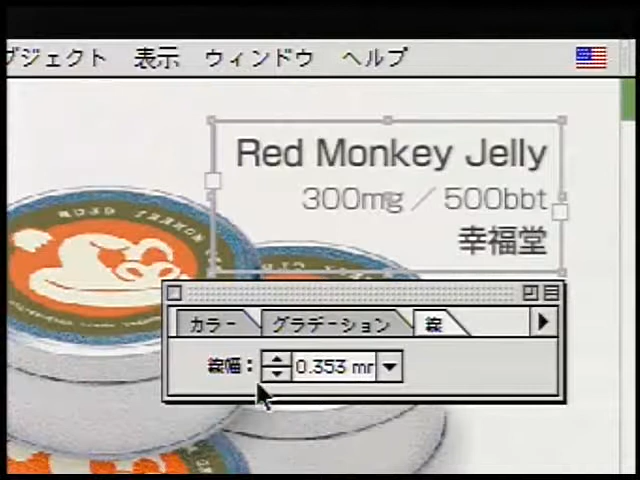 ブジェクト 表示 ウィンドウ ヘルプ
Red Monkey Jelly
300mg / 500bbt
幸福堂
カラー グラデーション 線
線幅: 0.353 mr